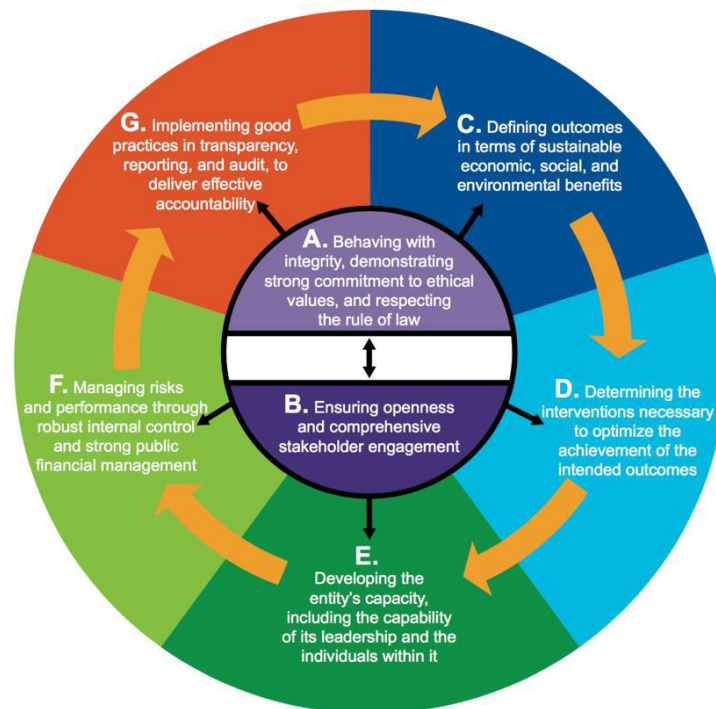 G. Implementing good
practices in transparency,
reporting, and audit, to
deliver effective
accountability
C. Defining outcomes
in terms of sustainable
economic, social, and
environmental benefits
A. Behaving with
integrity, demonstrating
strong commitment to ethical
values, and respecting
the rule of law
F. Managing risks
and performance through
robust internal control
and strong public
financial management
B. Ensuring openness
and comprehensive
stakeholder engagement
D. Determining the
interventions necessary
to optimize the
achievement of the
intended outcomes
E.
Developing the
entity's capacity,
including the capability
of its leadership and the
individuals within it